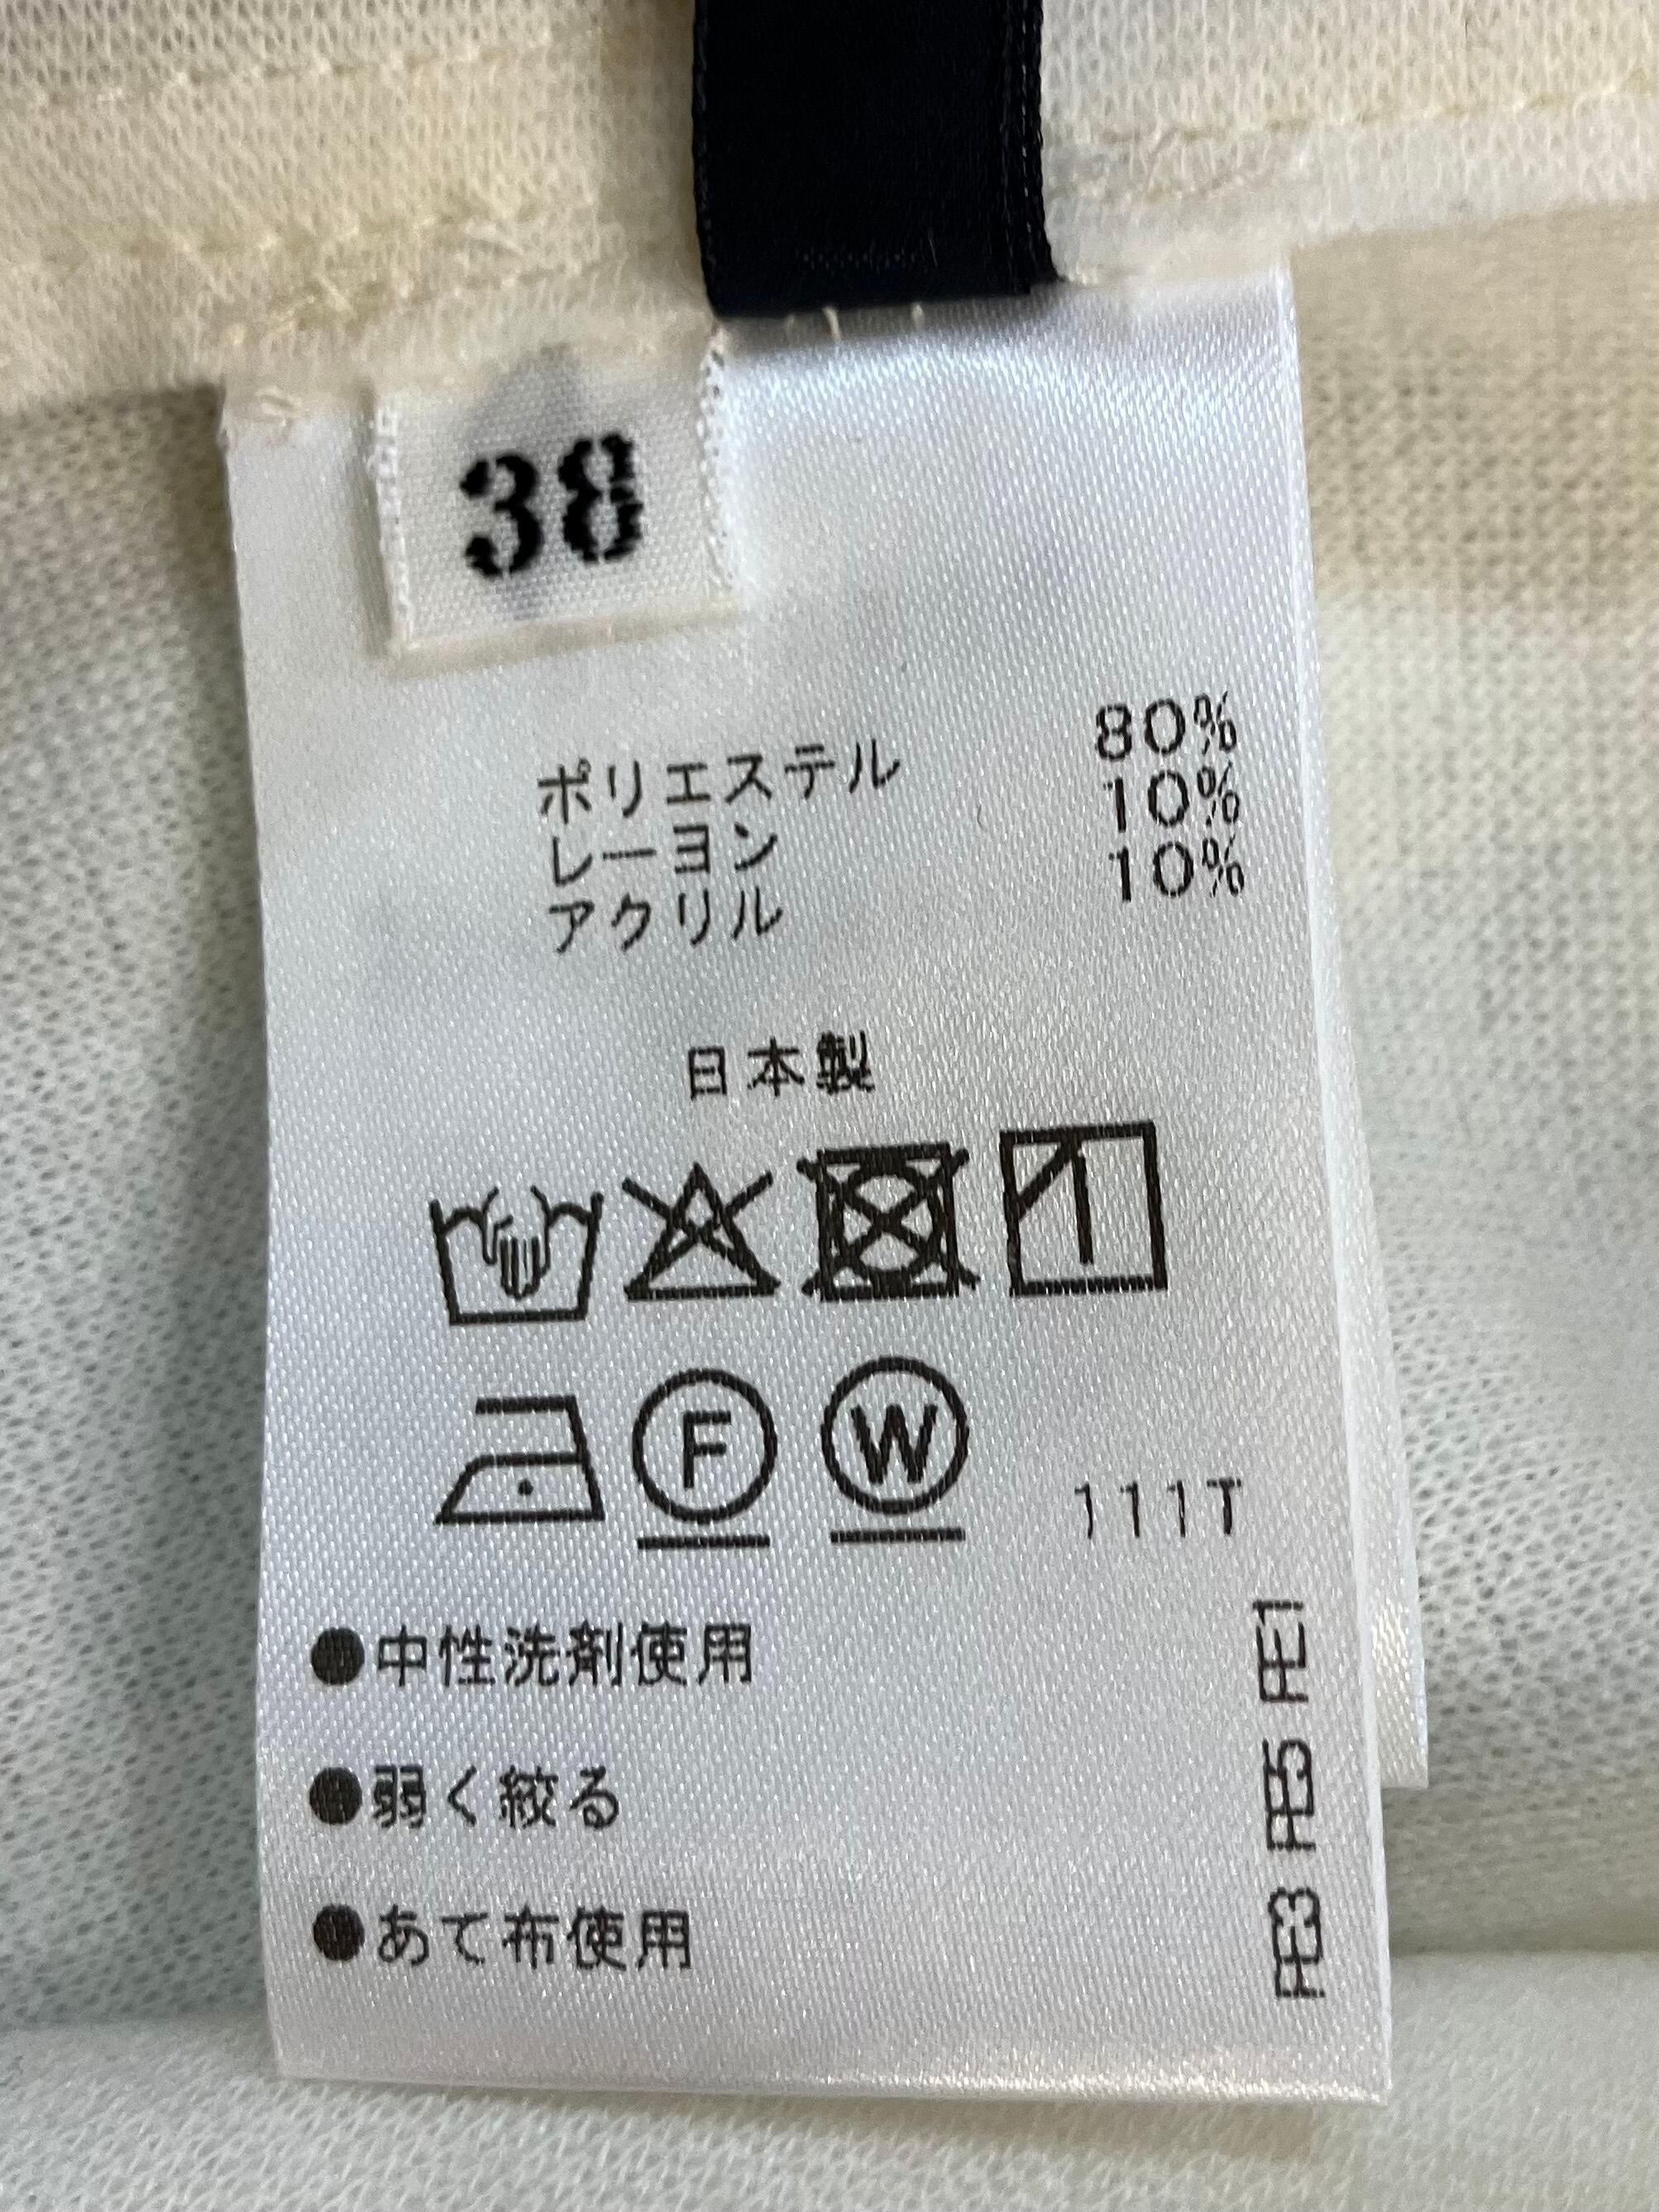 38
ポリエステル 80%
レーヨン 10%
アクリル 10%
日本製
F W 111T
●中性洗剤使用
●弱く絞る
●あて布使用